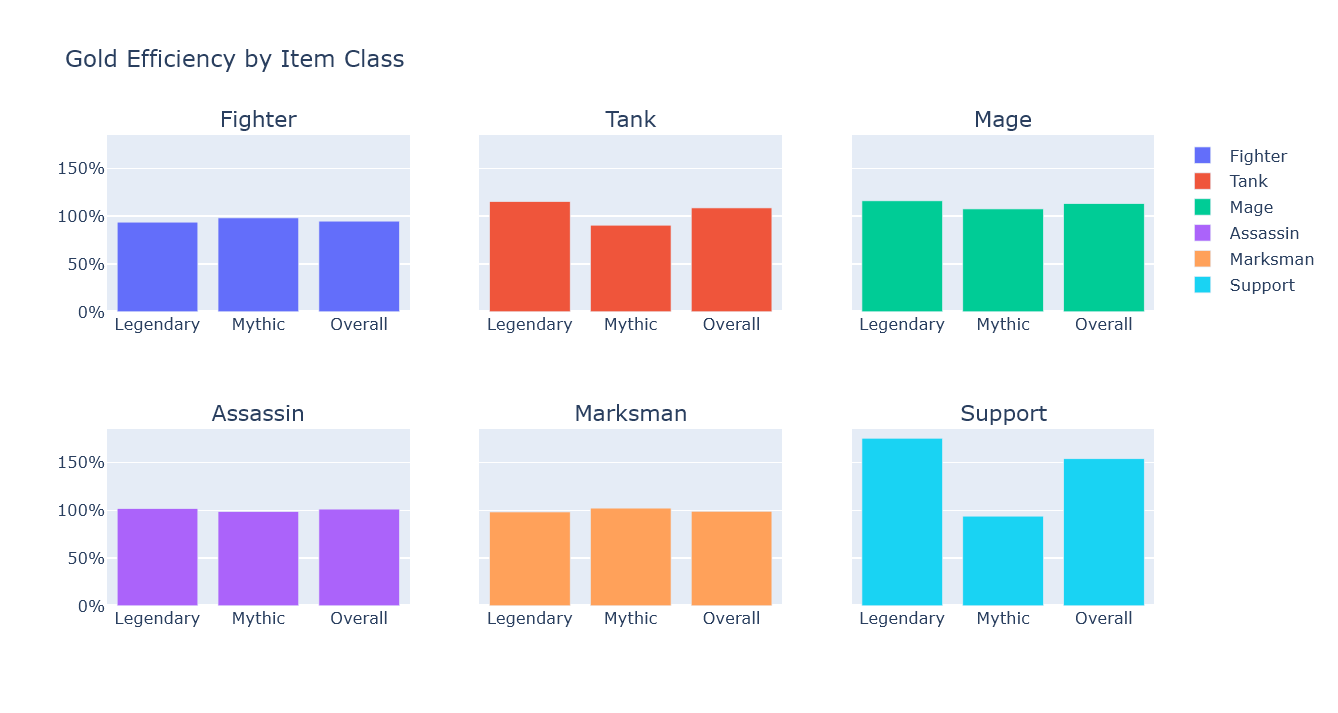 Gold Efficiency by Item Class
Fighter
Tank
Mage
150%
100%
50%
0%
Legendary Mythic Overall
Legendary Mythic Overall
Legendary Mythic Overall
Fighter
Tank
Mage
Assassin
Marksman
Support
Assassin
Marksman
Support
150%
100%
50%
0%
Legendary Mythic Overall
Legendary Mythic Overall
Legendary Mythic Overall